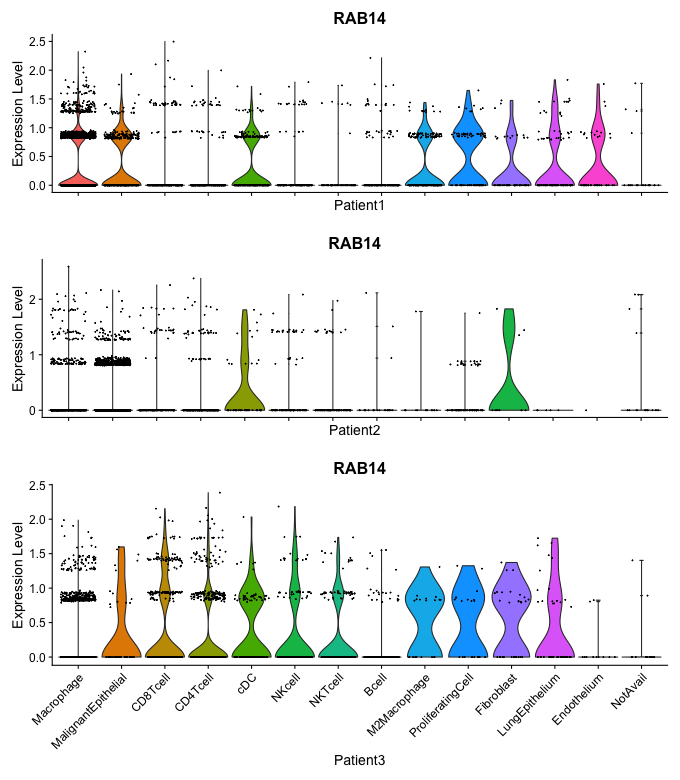 RAB14
Expression Level
2.5
2.0
1.5
1.0
0.5
0.0
Patient1
RAB14
Expression Level
2
1
0
Patient2
RAB14
Expression Level
2.5
2.0
1.5
1.0
0.5
0.0
Macrophage
MalignantEpithelial
CD8Tcell
CD4Tcell
cDC
NKcell
NKTcell
Bcell
M2Macrophage
ProliferatingCell
Fibroblast
LungEpithelium
Endothelium
NotAvail
Patient3